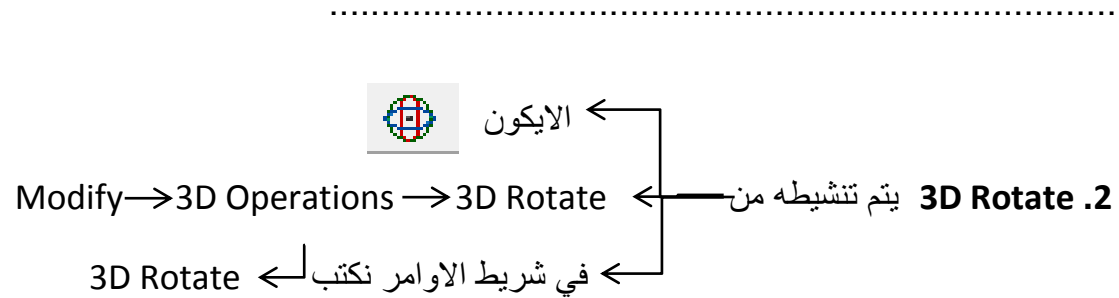 ......................................................................
الايكون
2. 3D Rotate يتم تنشيطه من Modify→3D Operations→3D Rotate
في شريط الاوامر نكتب 3D Rotate